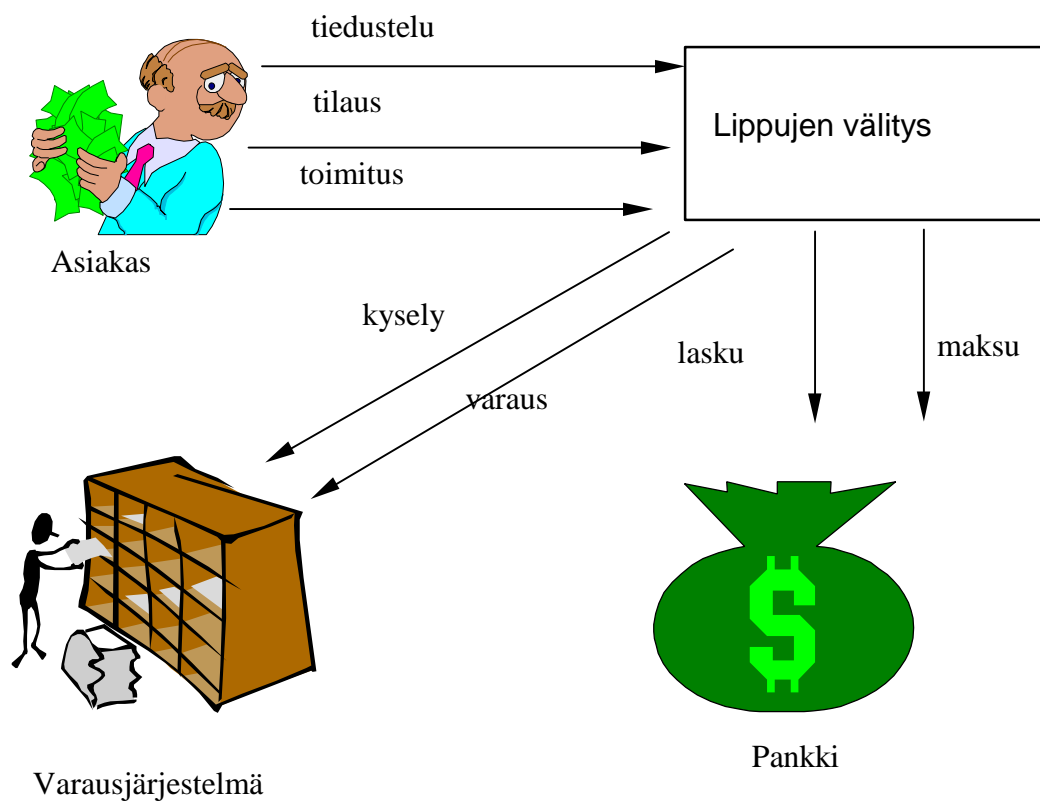 tiedustelu
tilaus
Lippujen välitys
toimitus
Asiakas
kysely
lasku
maksu
varaus
Pankki
Varausjärjestelmä